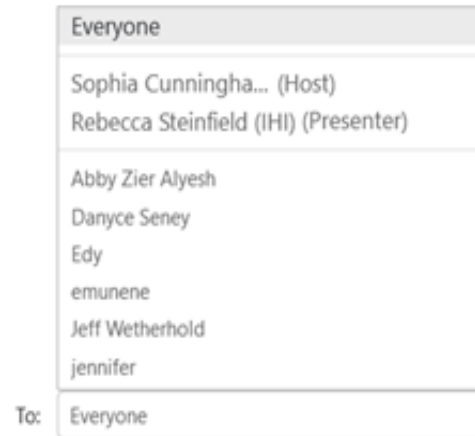 Everyone
Sophia Cunningha... (Host)
Rebecca Steinfield (IHI) (Presenter)
Abby Zier Alyesh
Danyce Seney
Edy
emunene
Jeff Wetherhold
jennifer
To: Everyone